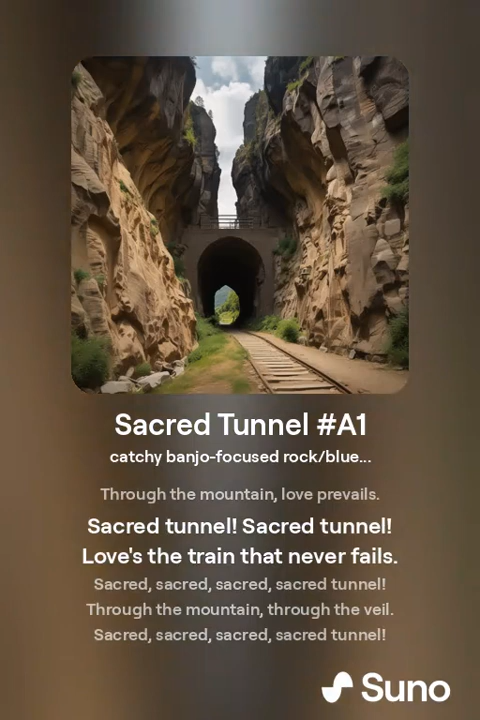 Sacred Tunnel #A1
catchy banjo-focused rock/blue...
Through the mountain, love prevails.
Sacred tunnel! Sacred tunnel!
Love's the train that never fails.
Sacred, sacred, sacred, sacred tunnel!
Through the mountain, through the veil.
Sacred, sacred, sacred, sacred tunnel!
Suno